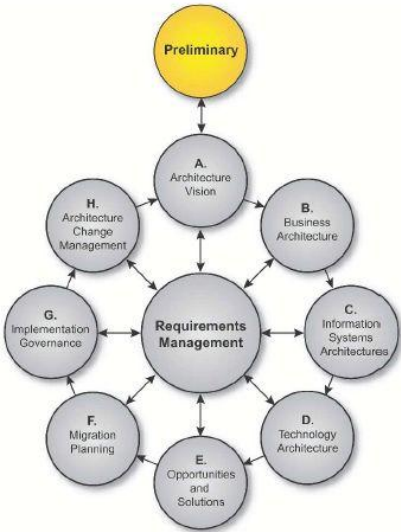 Preliminary
A.
Architecture
Vision
B.
Business
Architecture
C.
Information
Systems
Architectures
D.
Technology
Architecture
E.
Opportunities
and
Solutions
F.
Migration
Planning
G.
Implementation
Governance
H.
Architecture
Change
Management
Requirements
Management